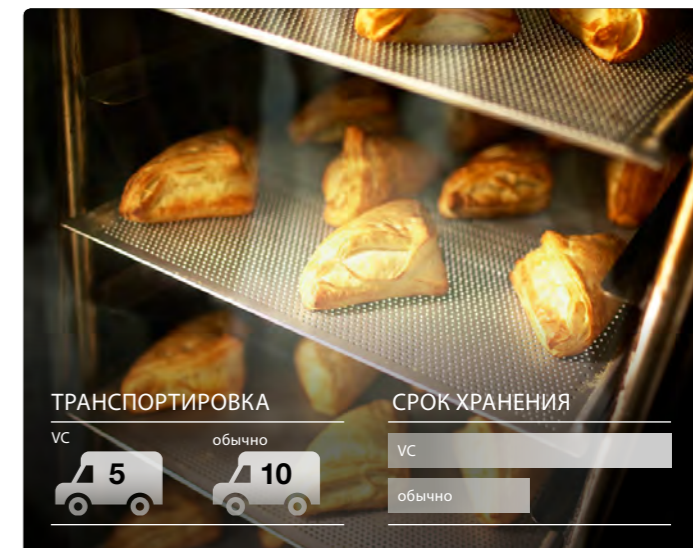 ТРАНСПОРТИРОВКА
VC обычно
5 10
СРОК ХРАНЕНИЯ
VC
обычно